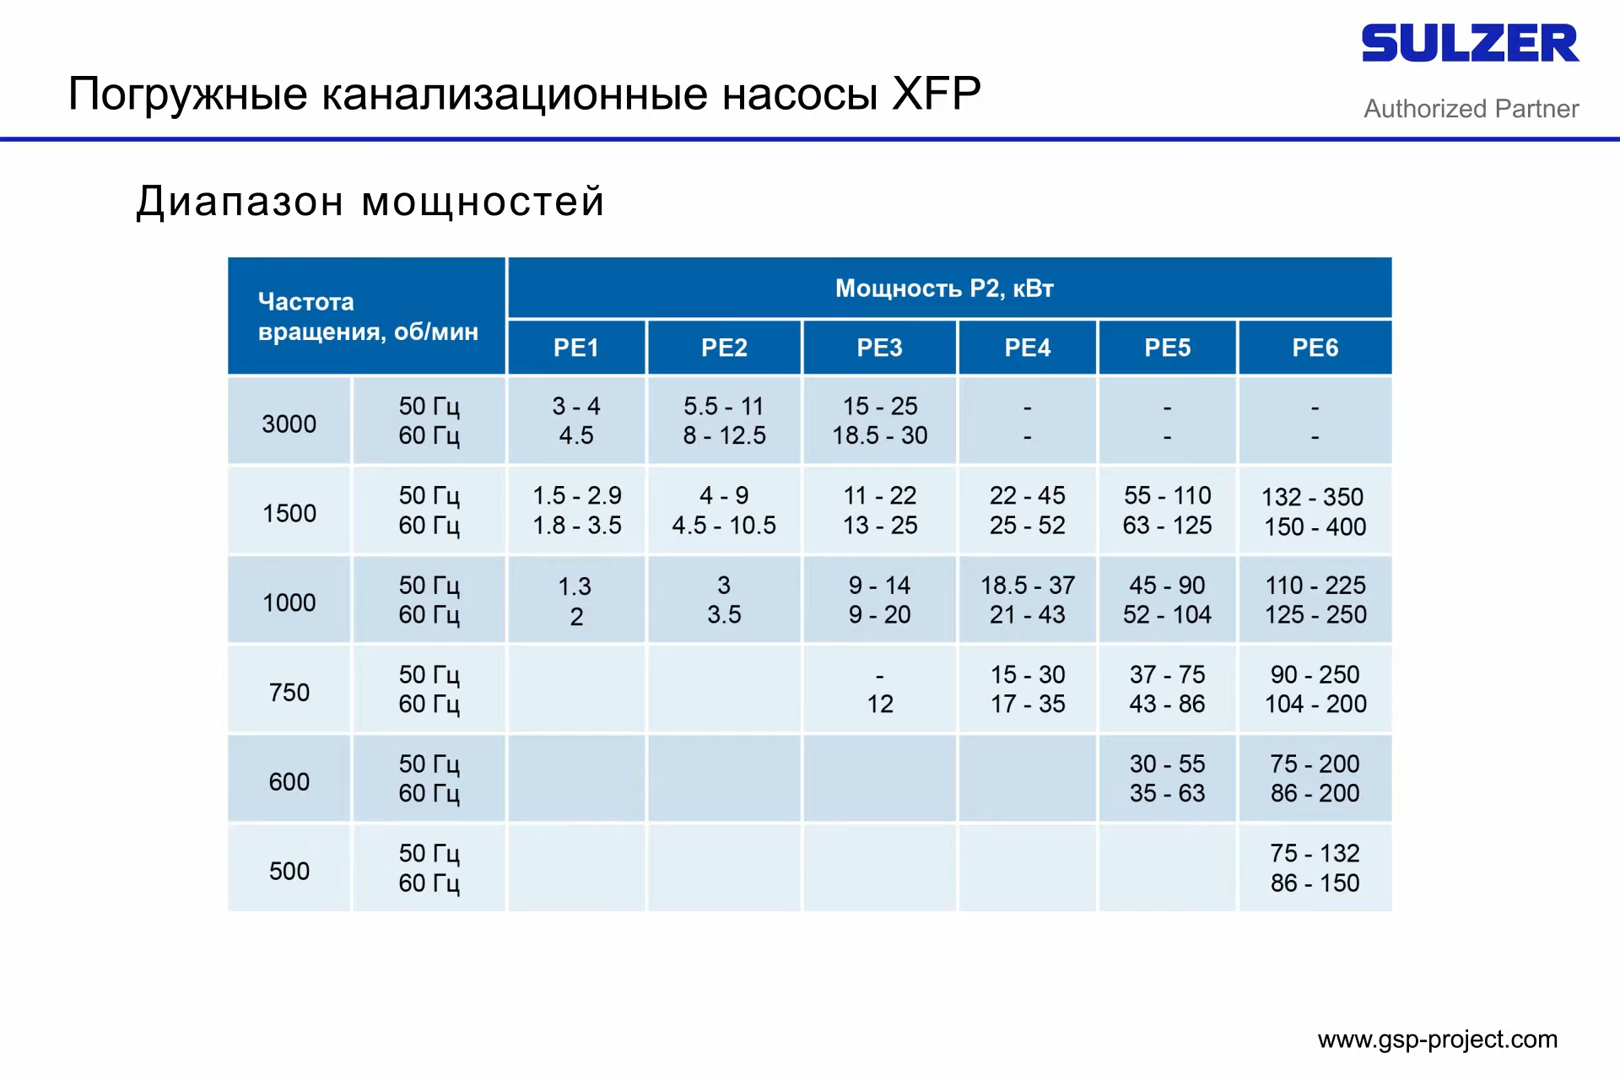 SULZER
Погружные канализационные насосы XFP
Authorized Partner
Диапазон мощностей
Частота вращения, об/мин
Мощность P2, кВт
PE1 PE2 PE3 PE4 PE5 PE6
3000
50 Гц 3 - 4 5.5 - 11 15 - 25 - - -
60 Гц 4.5 8 - 12.5 18.5 - 30 - - -
1500
50 Гц 1.5 - 2.9 4 - 9 11 - 22 22 - 45 55 - 110 132 - 350
60 Гц 1.8 - 3.5 4.5 - 10.5 13 - 25 25 - 52 63 - 125 150 - 400
1000
50 Гц 1.3 3 9 - 14 18.5 - 37 45 - 90 110 - 225
60 Гц 2 3.5 9 - 20 21 - 43 52 - 104 125 - 250
750
50 Гц - 15 - 30 37 - 75 90 - 250
60 Гц 12 17 - 35 43 - 86 104 - 200
600
50 Гц 30 - 55 75 - 200
60 Гц 35 - 63 86 - 200
500
50 Гц 75 - 132
60 Гц 86 - 150
www.gsp-project.com